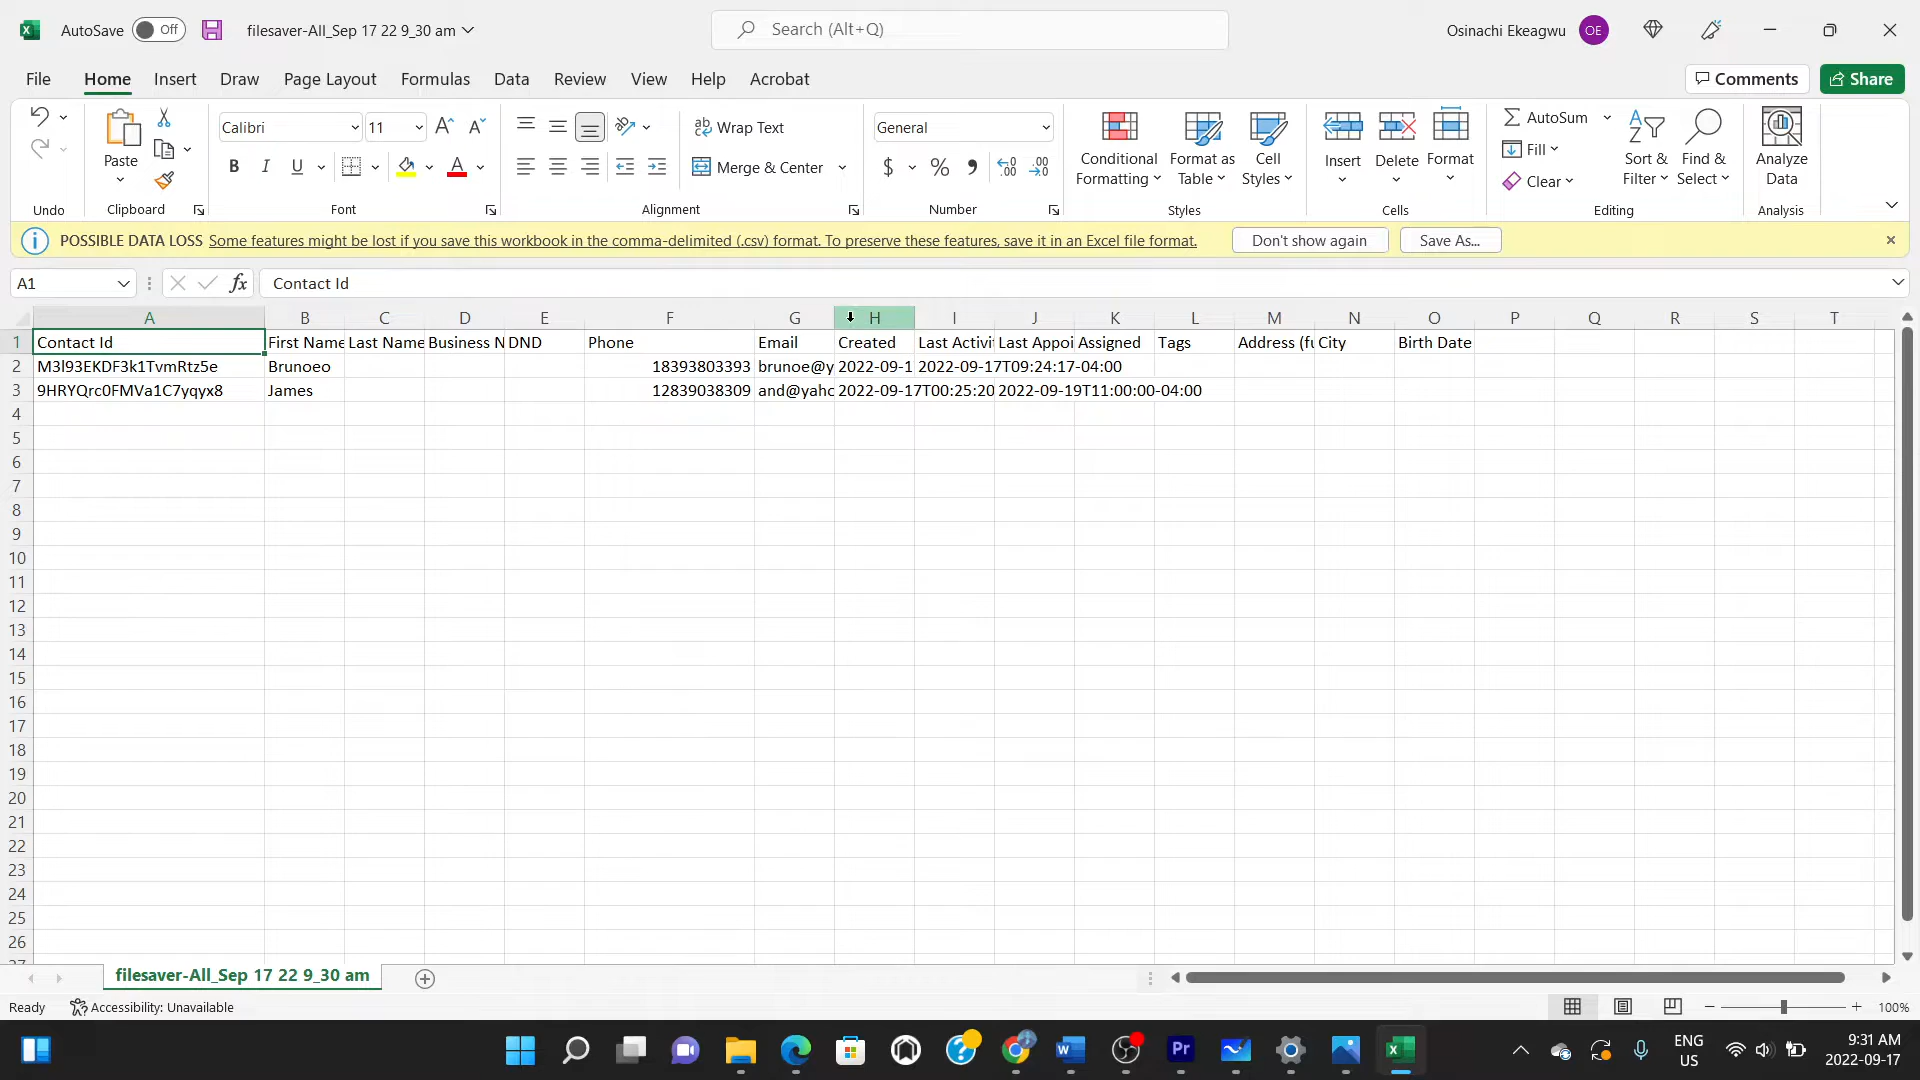 AutoSave Off filesaver-All_Sep 17 22 9_30 am Search (Alt+Q) Osinachi Ekeagwu OE
File Home Insert Draw Page Layout Formulas Data Review View Help Acrobat Comments Share
Paste Calibri 11 Wrap Text General Conditional Formatting Format as Table Cell Styles Insert Delete Format AutoSum Sort & Filter Find & Select Analyze Data
B I U Merge & Center $ % Fill
Clear
Undo Clipboard Font Alignment Number Styles Cells Editing Analysis
POSSIBLE DATA LOSS Some features might be lost if you save this workbook in the comma-delimited (.csv) format. To preserve these features, save it in an Excel file format. Don't show again Save As...
A1 fx Contact Id
A B C D E F G H I J K L M N O P Q R S T
1 Contact Id First Name Last Name Business N DND Phone Email Created Last Activi Last Appoi Assigned Tags Address (fu City Birth Date
2 M3l93EKDF3k1TvmRtz5e Brunoeo 18393803393 brunoe@y 2022-09-1 2022-09-17T09:24:17-04:00
3 9HRYQrc0FMVa1C7yqyx8 James 12839038309 and@yaho 2022-09-17T00:25:20 2022-09-19T11:00:00-04:00
4
5
6
7
8
9
10
11
12
13
14
15
16
17
18
19
20
21
22
23
24
25
26
filesaver-All_Sep 17 22 9_30 am
Ready Accessibility: Unavailable 100%
ENG 9:31 AM
US 2022-09-17